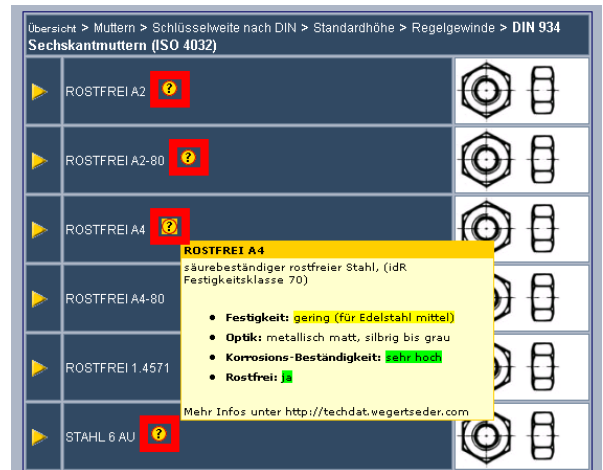 Übersicht > Muttern > Schlüsselweite nach DIN > Standardhöhe > Regelgewinde > DIN 934
Sechskantmuttern (ISO 4032)
ROSTFREI A2 ?
ROSTFREI A2-80 ?
ROSTFREI A4 ?
ROSTFREI A4
säurebeständiger rostfreier Stahl, (idR
Festigkeitsklasse 70)
• Festigkeit: gering (für Edelstahl mittel)
• Optik: metallisch matt, silbrig bis grau
• Korrosions-Beständigkeit: sehr hoch
• Rostfrei: ja
Mehr Infos unter http://techdat.wegertseder.com
ROSTFREI A4-80
ROSTFREI 1.4571
STAHL 6 AU ?